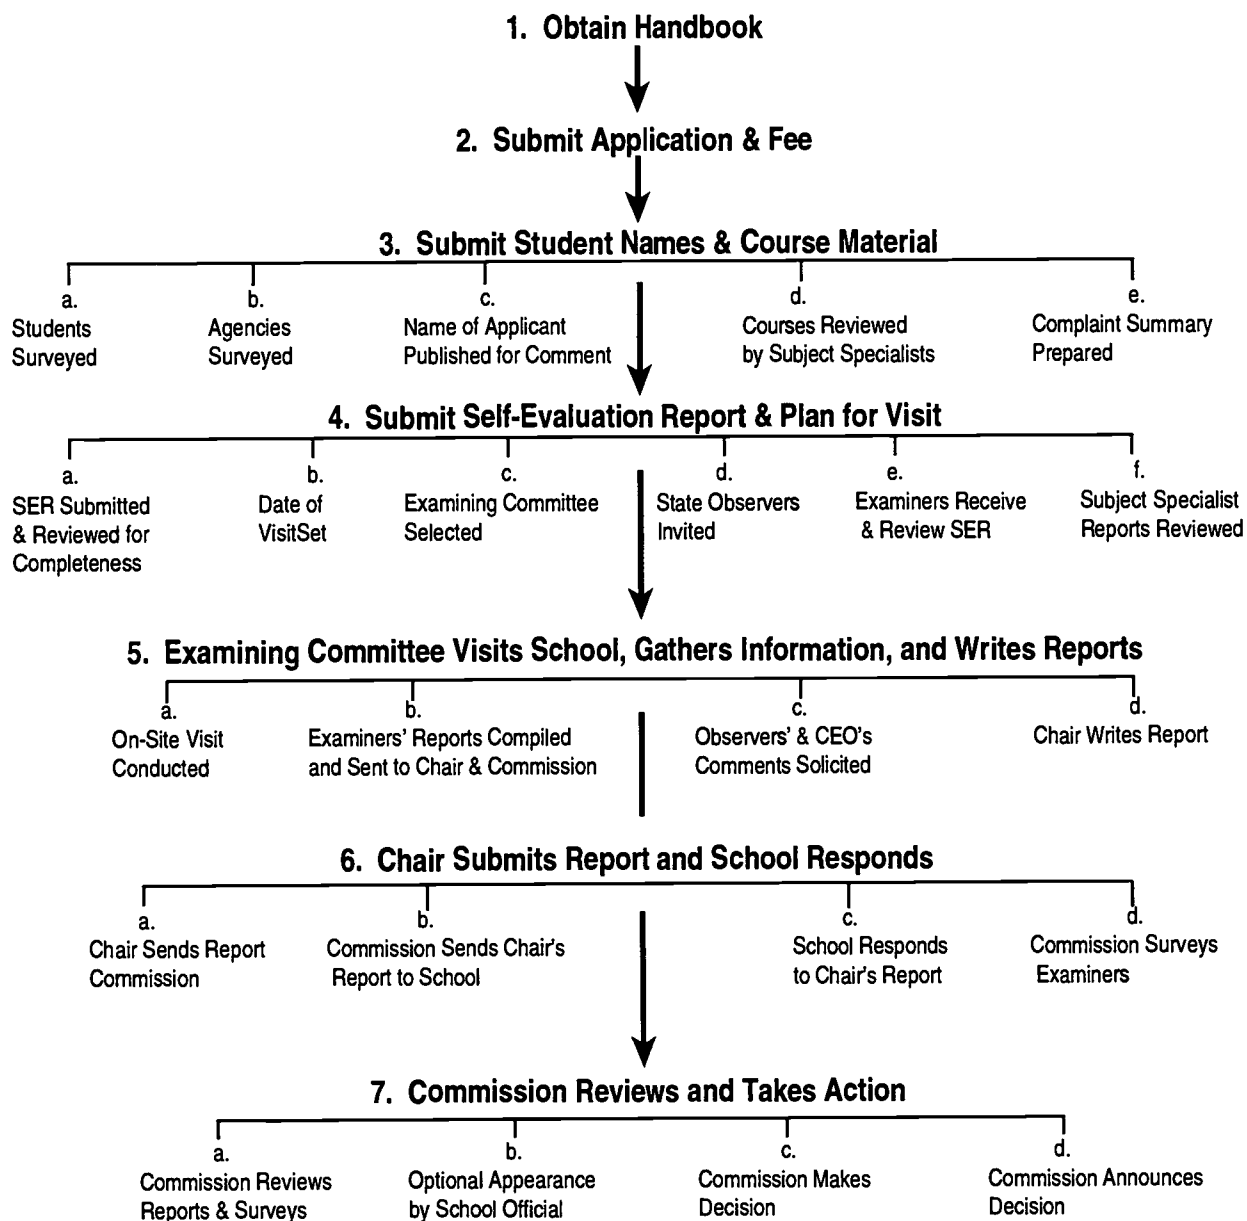 1. Obtain Handbook
2. Submit Application & Fee
3. Submit Student Names & Course Material
a.
Students
Surveyed
b.
Agencies
Surveyed
c.
Name of Applicant
Published for Comment
d.
Courses Reviewed
by Subject Specialists
e.
Complaint Summary
Prepared
4. Submit Self-Evaluation Report & Plan for Visit
a.
SER Submitted
& Reviewed for
Completeness
b.
Date of
VisitSet
c.
Examining Committee
Selected
d.
State Observers
Invited
e.
Examiners Receive
& Review SER
f.
Subject Specialist
Reports Reviewed
5. Examining Committee Visits School, Gathers Information, and Writes Reports
a.
On-Site Visit
Conducted
b.
Examiners' Reports Compiled
and Sent to Chair & Commission
c.
Observers' & CEO's
Comments Solicited
d.
Chair Writes Report
6. Chair Submits Report and School Responds
a.
Chair Sends Report
Commission
b.
Commission Sends Chair's
Report to School
c.
School Responds
to Chair's Report
d.
Commission Surveys
Examiners
7. Commission Reviews and Takes Action
a.
Commission Reviews
Reports & Surveys
b.
Optional Appearance
by School Official
c.
Commission Makes
Decision
d.
Commission Announces
Decision